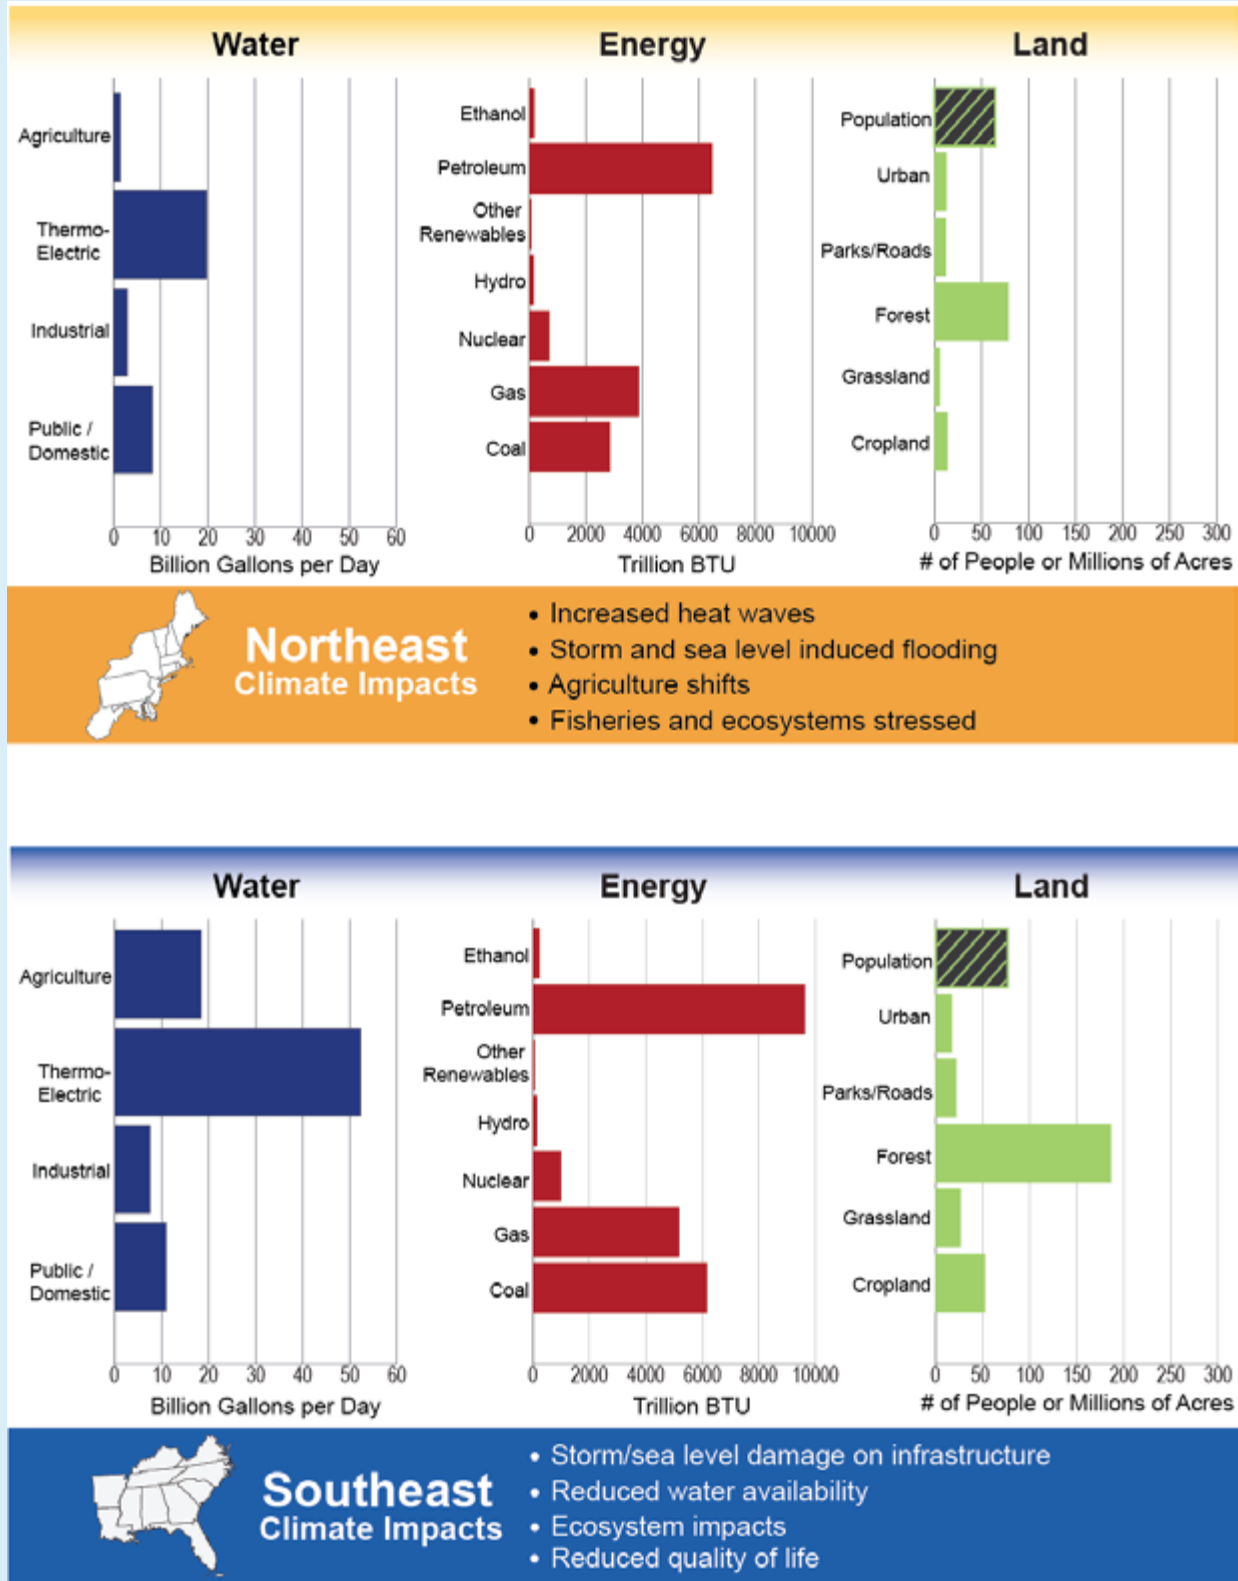 Water
Energy
Land
Agriculture
Thermo-
Electric
Industrial
Public /
Domestic
0 10 20 30 40 50 60
Billion Gallons per Day
Ethanol
Petroleum
Other
Renewables
Hydro
Nuclear
Gas
Coal
0 2000 4000 6000 8000 10000
Trillion BTU
Population
Urban
Parks/Roads
Forest
Grassland
Cropland
0 50 100 150 200 250 300
# of People or Millions of Acres
Northeast
Climate Impacts
• Increased heat waves
• Storm and sea level induced flooding
• Agriculture shifts
• Fisheries and ecosystems stressed
Water
Energy
Land
Agriculture
Thermo-
Electric
Industrial
Public /
Domestic
0 10 20 30 40 50 60
Billion Gallons per Day
Ethanol
Petroleum
Other
Renewables
Hydro
Nuclear
Gas
Coal
0 2000 4000 6000 8000 10000
Trillion BTU
Population
Urban
Parks/Roads
Forest
Grassland
Cropland
0 50 100 150 200 250 300
# of People or Millions of Acres
Southeast
Climate Impacts
• Storm/sea level damage on infrastructure
• Reduced water availability
• Ecosystem impacts
• Reduced quality of life